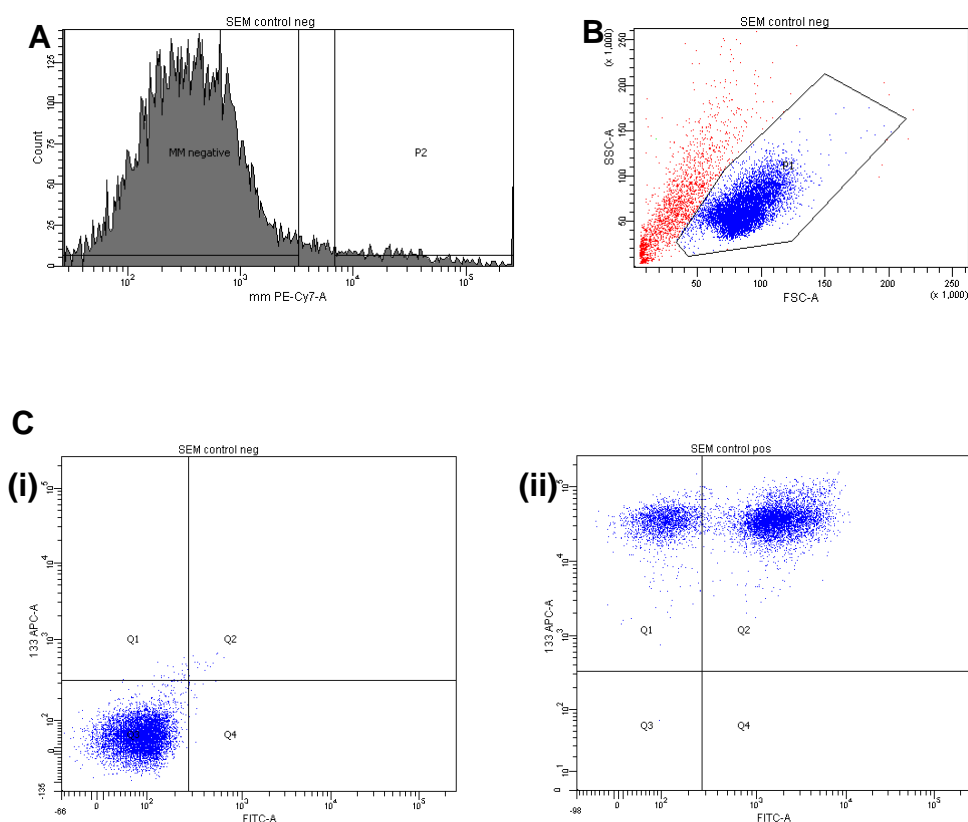 A
SEM control neg
Count
125
100
75
50
25
0
MM negative
P2
10²
10³
10⁴
10⁵
mm PE-Cy7-A
B
SEM control neg
(x 1,000)
SSC-A
250
200
150
100
50
P1
50
100
150
200
250
FSC-A
(x 1,000)
C
(i)
SEM control neg
133 APC-A
10⁵
10⁴
10³
10²
0
-135
Q1
Q2
Q4
-66
0
10²
10³
10⁴
10⁵
FITC-A
(ii)
SEM control pos
133 APC-A
10⁵
10⁴
10³
10²
10¹
0
Q1
Q2
Q3
Q4
-98
0
10²
10³
10⁴
10⁵
FITC-A